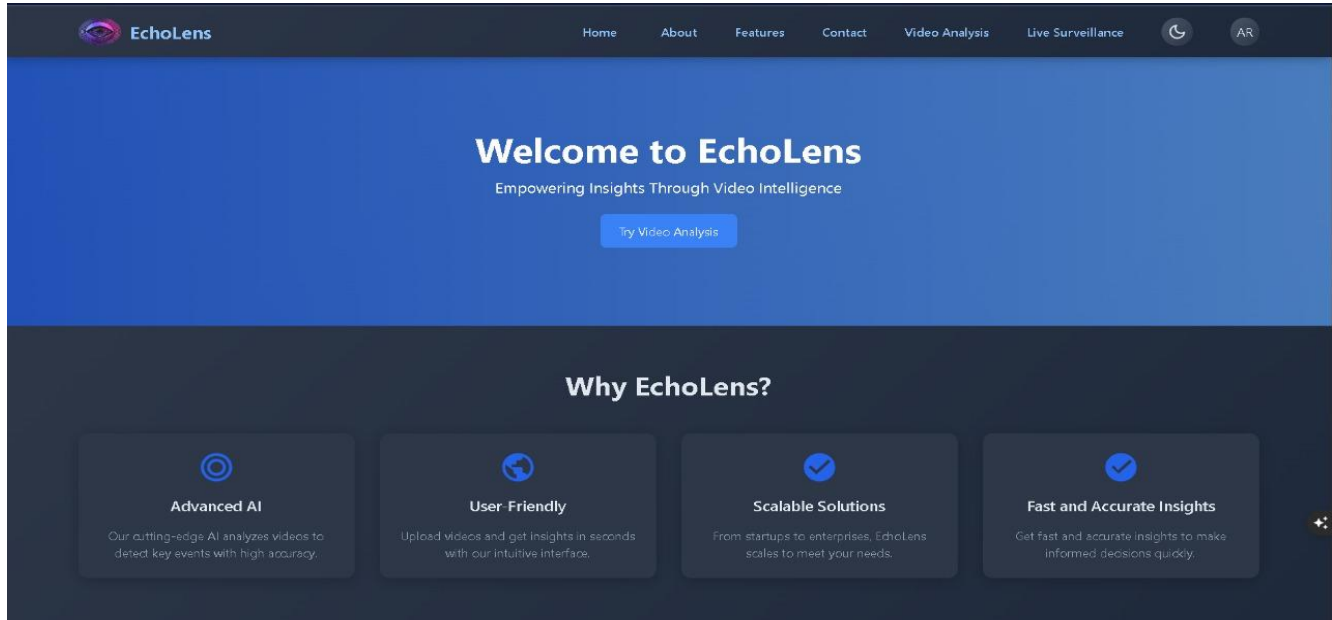 EchoLens
Home About Features Contact Video Analysis Live Surveillance AR
Welcome to EchoLens
Empowering Insights Through Video Intelligence
Try Video Analysis
Why EchoLens?
Advanced AI
Our cutting-edge AI analyzes videos to
detect key events with high accuracy.
User-Friendly
Upload videos and get insights in seconds
with our intuitive interface.
Scalable Solutions
From startups to enterprises, EchoLens
scales to meet your needs.
Fast and Accurate Insights
Get fast and accurate insights to make
informed decisions quickly.